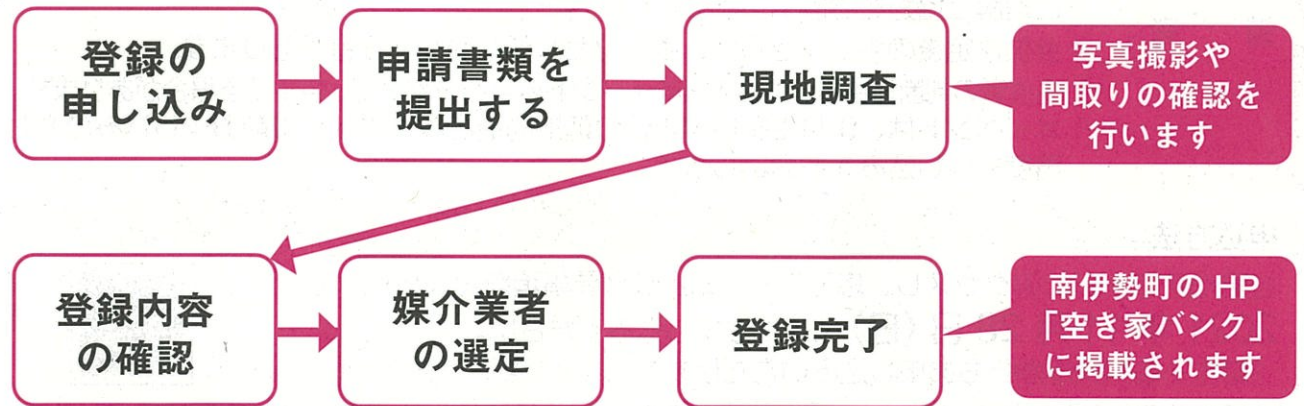 登録の
申し込み
申請書類を
提出する
現地調査
写真撮影や
間取りの確認を
行います
登録内容
の確認
媒介業者
の選定
登録完了
南伊勢町の HP
「空き家バンク」
に掲載されます